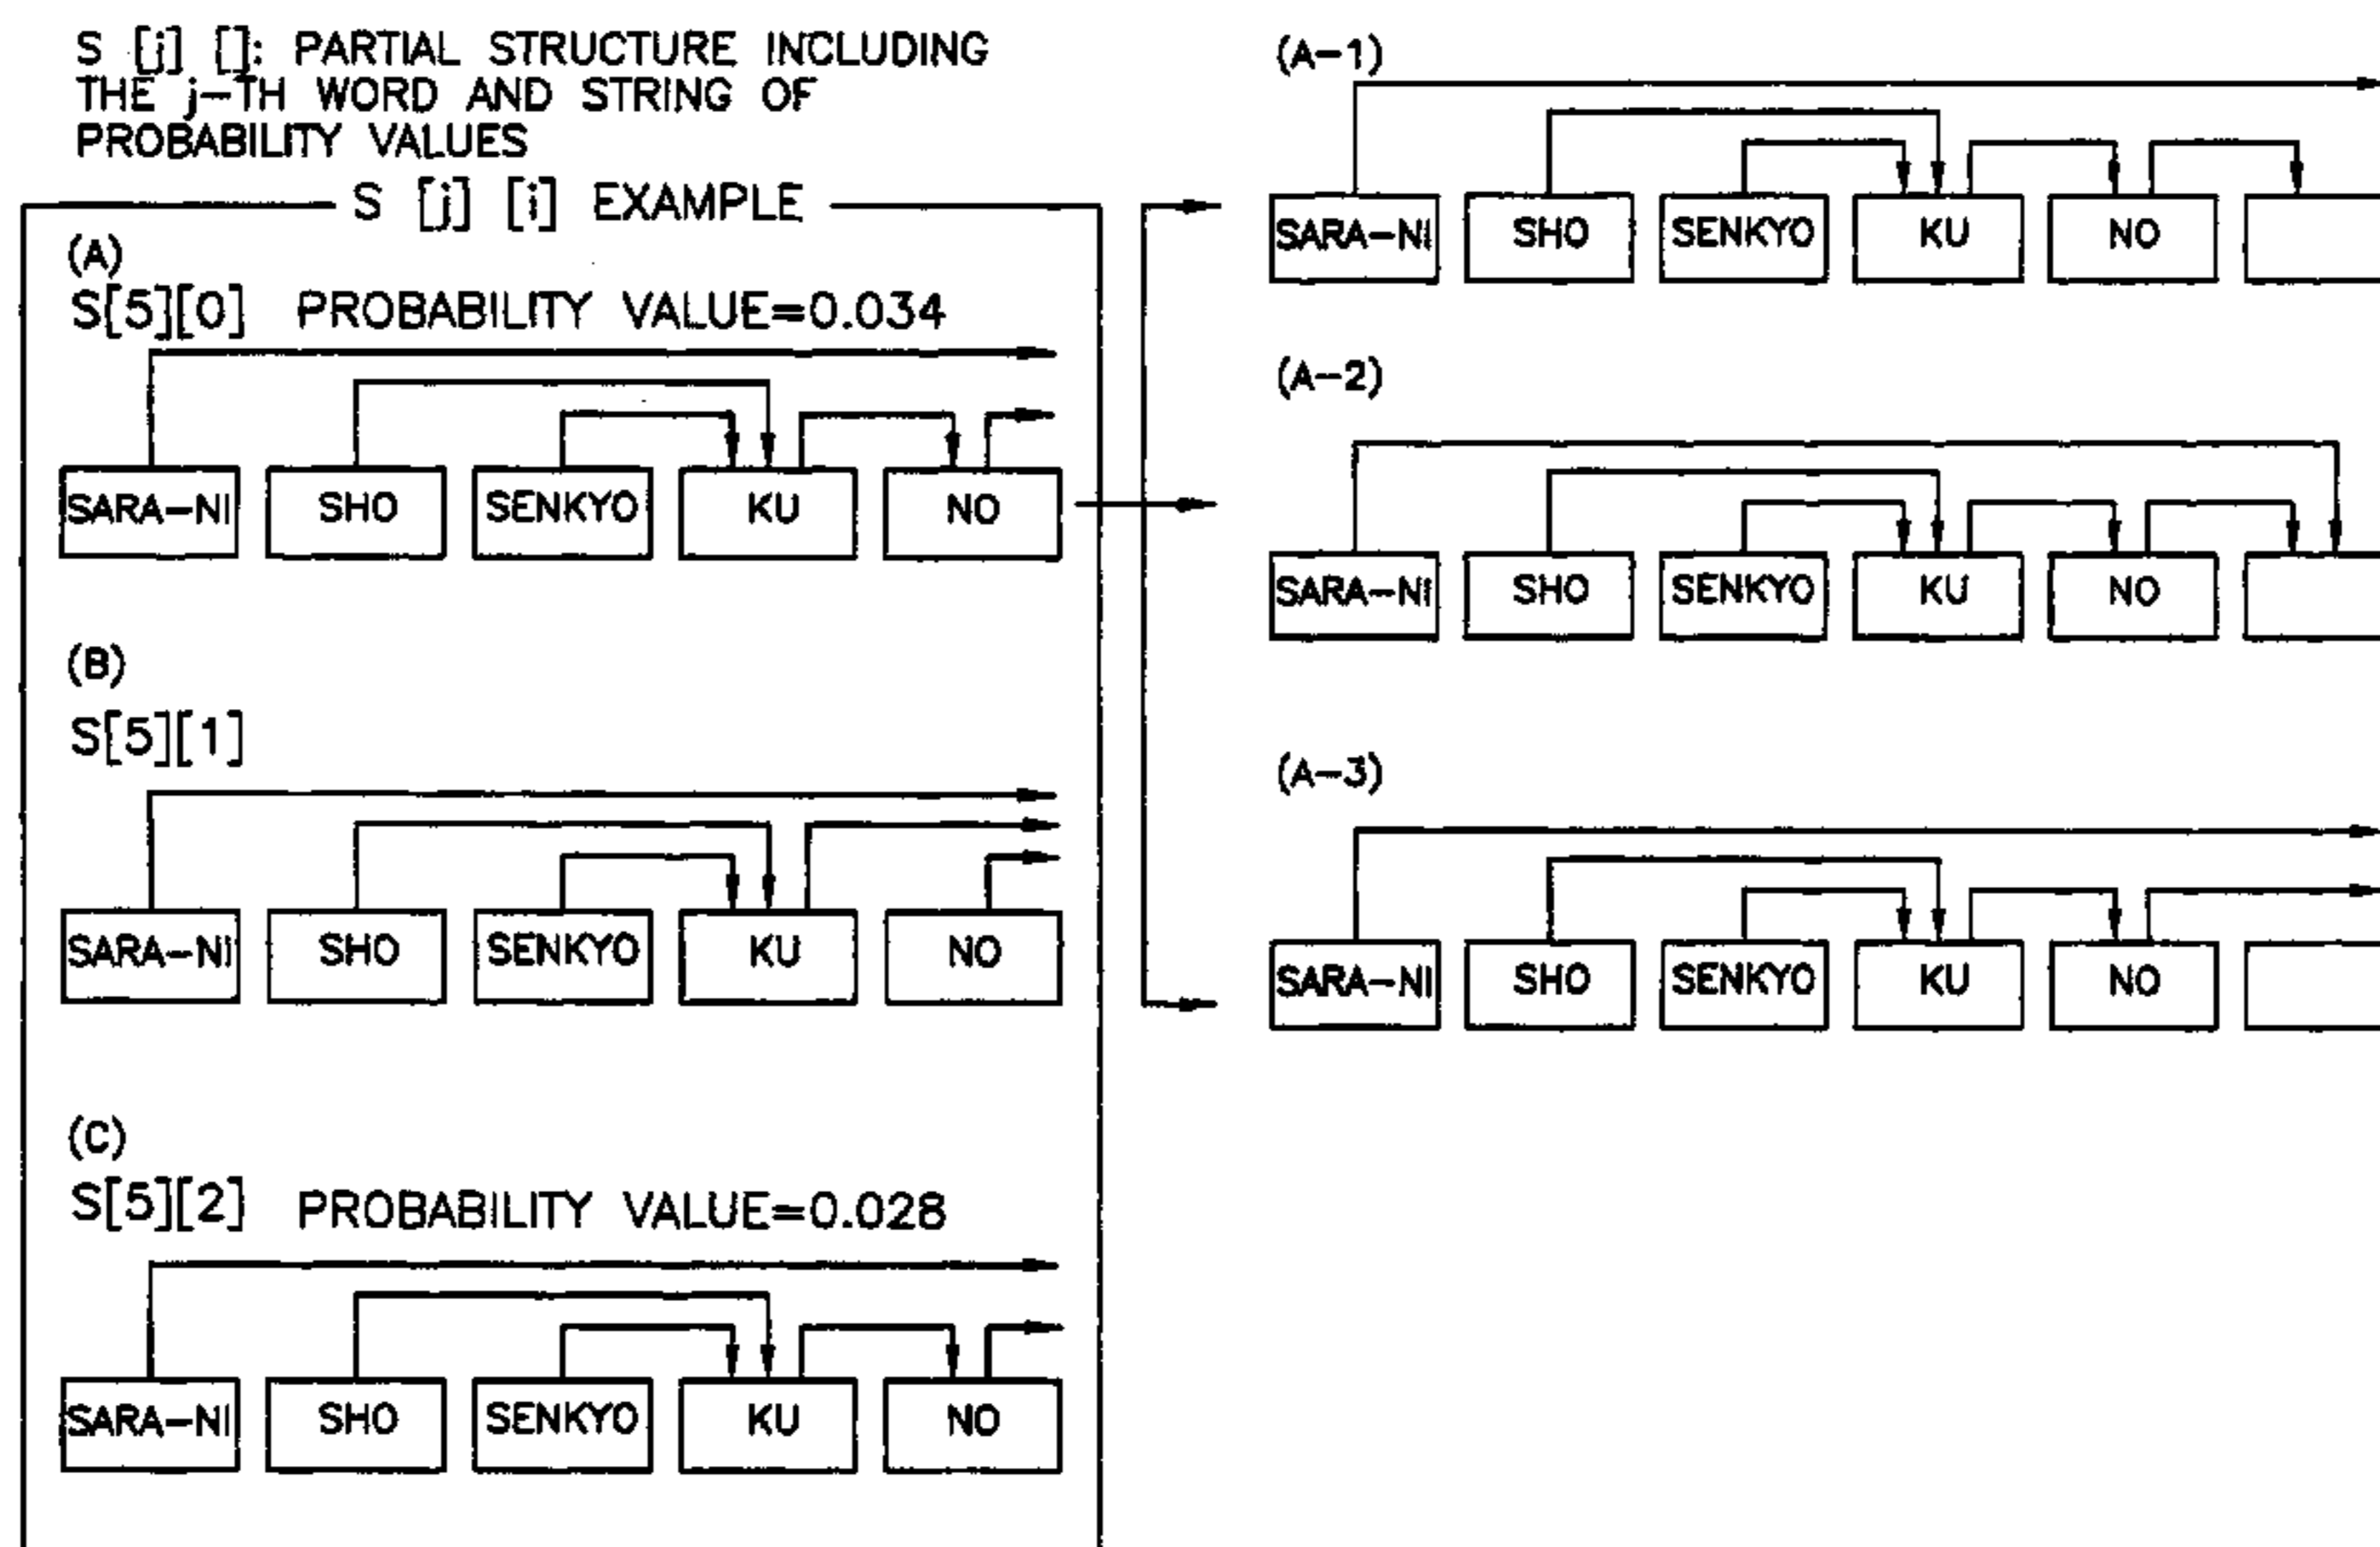 S [j] []: PARTIAL STRUCTURE INCLUDING
THE j-TH WORD AND STRING OF
PROBABILITY VALUES
S [j] [i] EXAMPLE
(A)
S[5][0] PROBABILITY VALUE=0.034
SARA-NI SHO SENKYO KU NO
(B)
S[5][1]
SARA-NI SHO SENKYO KU NO
(C)
S[5][2] PROBABILITY VALUE=0.028
SARA-NI SHO SENKYO KU NO
(A-1)
SARA-NI SHO SENKYO KU NO
(A-2)
SARA-NI SHO SENKYO KU NO
(A-3)
SARA-NI SHO SENKYO KU NO